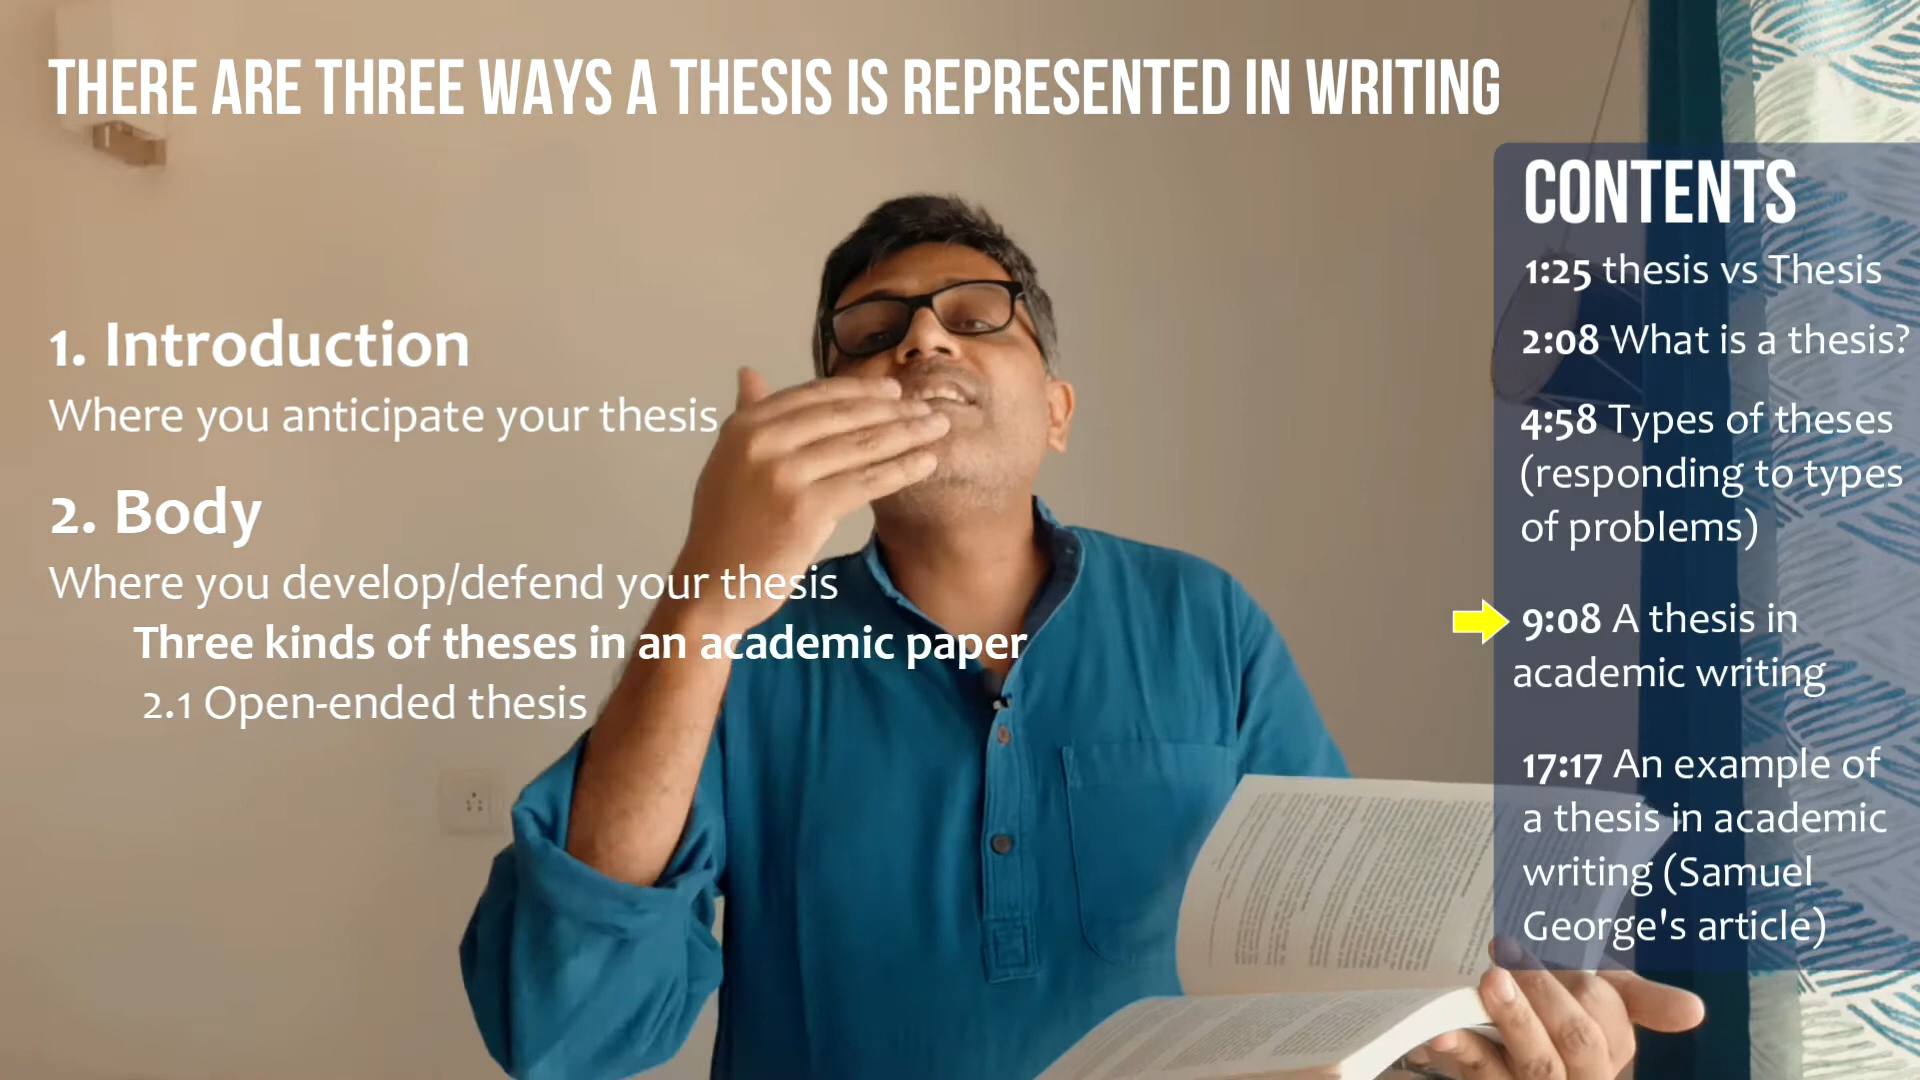 THERE ARE THREE WAYS A THESIS IS REPRESENTED IN WRITING
1. Introduction
Where you anticipate your thesis
2. Body
Where you develop/defend your thesis
Three kinds of theses in an academic paper
2.1 Open-ended thesis
CONTENTS
1:25 thesis vs Thesis
2:08 What is a thesis?
4:58 Types of theses
(responding to types
of problems)
9:08 A thesis in
academic writing
17:17 An example of
a thesis in academic
writing (Samuel
George's article)